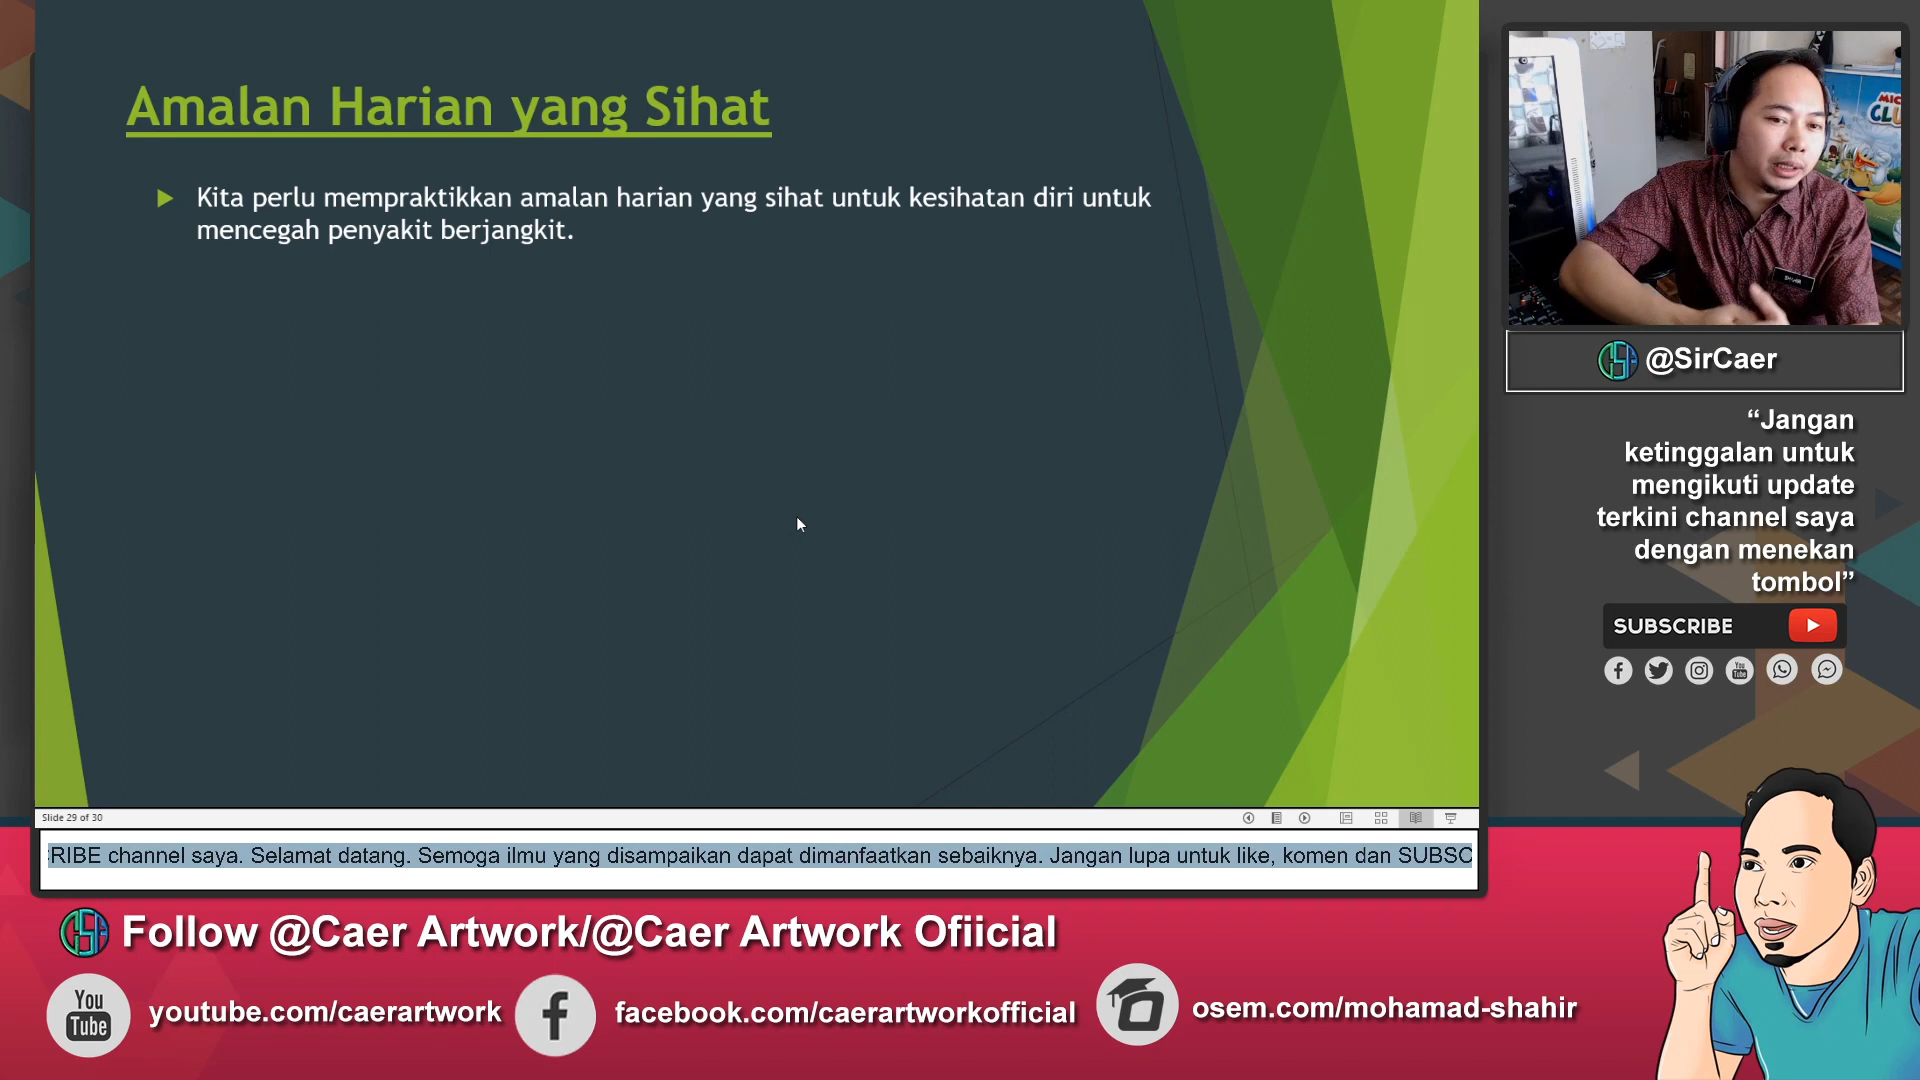 Amalan Harian yang Sihat
Kita perlu mempraktikkan amalan harian yang sihat untuk kesihatan diri untuk
mencegah penyakit berjangkit.
Slide 29 of 30
RIBE channel saya. Selamat datang. Semoga ilmu yang disampaikan dapat dimanfaatkan sebaiknya. Jangan lupa untuk like, komen dan SUBSC
@SirCaer
“Jangan
ketinggalan untuk
mengikuti update
terkini channel saya
dengan menekan
tombol”
SUBSCRIBE
Follow @Caer Artwork/@Caer Artwork Ofiicial
You
Tube
youtube.com/caerartwork
facebook.com/caerartworkofficial
osem.com/mohamad-shahir